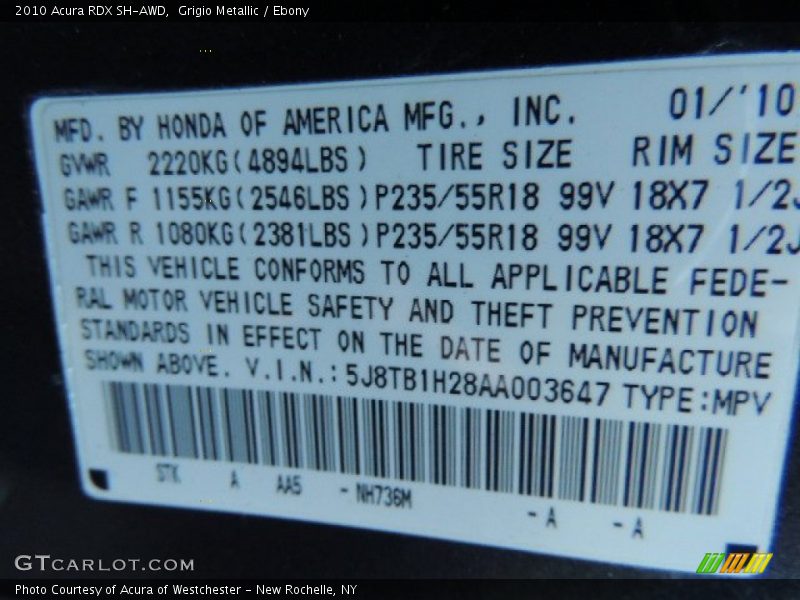 2010 Acura RDX SH-AWD,  Grigio Metallic / Ebony
MFD. BY HONDA OF AMERICA MFG., INC. 01/'10
GVWR 2220KG(4894LBS) TIRE SIZE RIM SIZE
GAWR F 1155KG(2546LBS)P235/55R18 99V 18X7 1/2J
GAWR R 1080KG(2381LBS)P235/55R18 99V 18X7 1/2J
THIS VEHICLE CONFORMS TO ALL APPLICABLE FEDE-
RAL MOTOR VEHICLE SAFETY AND THEFT PREVENTION
STANDARDS IN EFFECT ON THE DATE OF MANUFACTURE
SHOWN ABOVE. V.I.N.:5J8TB1H28AA003647 TYPE:MPV
STK A AA5 -NH736M -A -A
GTCARLOT.COM
Photo Courtesy of Acura of Westchester - New Rochelle, NY